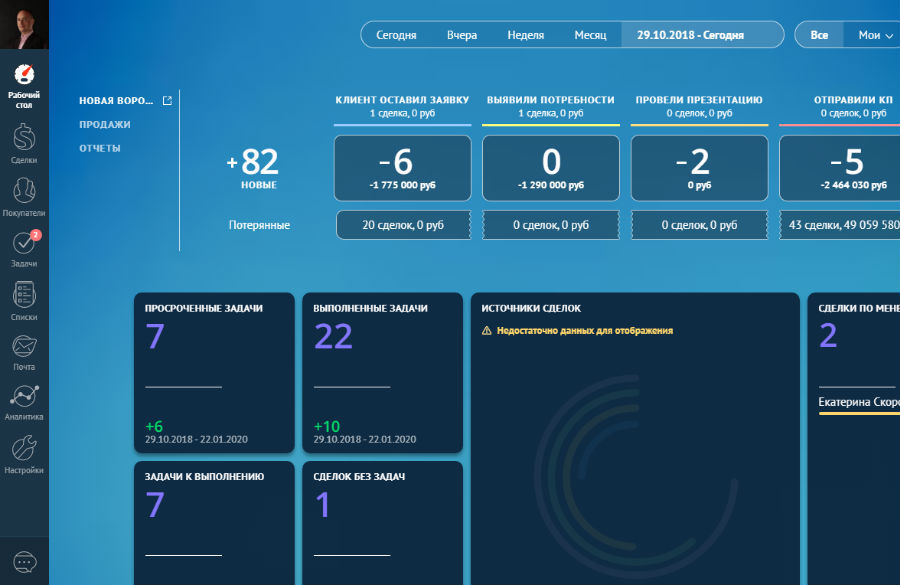 Сегодня Вчера Неделя Месяц 29.10.2018 - Сегодня Все Мои
Рабочий
стол
Сделки
Покупатели
2
Задачи
Списки
Почта
Аналитика
Настройки
НОВАЯ ВОРО...
ПРОДАЖИ
ОТЧЕТЫ
КЛИЕНТ ОСТАВИЛ ЗАЯВКУ ВЫЯВИЛИ ПОТРЕБНОСТИ ПРОВЕЛИ ПРЕЗЕНТАЦИЮ ОТПРАВИЛИ КП
1 сделка, 0 руб 1 сделка, 0 руб 0 сделок, 0 руб 0 сделок, 0 руб
+82 -6 0 -2 -5
НОВЫЕ -1 775 000 руб -1 290 000 руб 0 руб -2 464 030 руб
Потерянные 20 сделок, 0 руб 0 сделок, 0 руб 0 сделок, 0 руб 43 сделки, 49 059 580
ПРОСРОЧЕННЫЕ ЗАДАЧИ
7
+6
29.10.2018 - 22.01.2020
ВЫПОЛНЕННЫЕ ЗАДАЧИ
22
+10
29.10.2018 - 22.01.2020
ИСТОЧНИКИ СДЕЛОК
Недостаточно данных для отображения
СДЕЛКИ ПО МЕНЕ
2
Екатерина Скоро
ЗАДАЧИ К ВЫПОЛНЕНИЮ
7
СДЕЛОК БЕЗ ЗАДАЧ
1